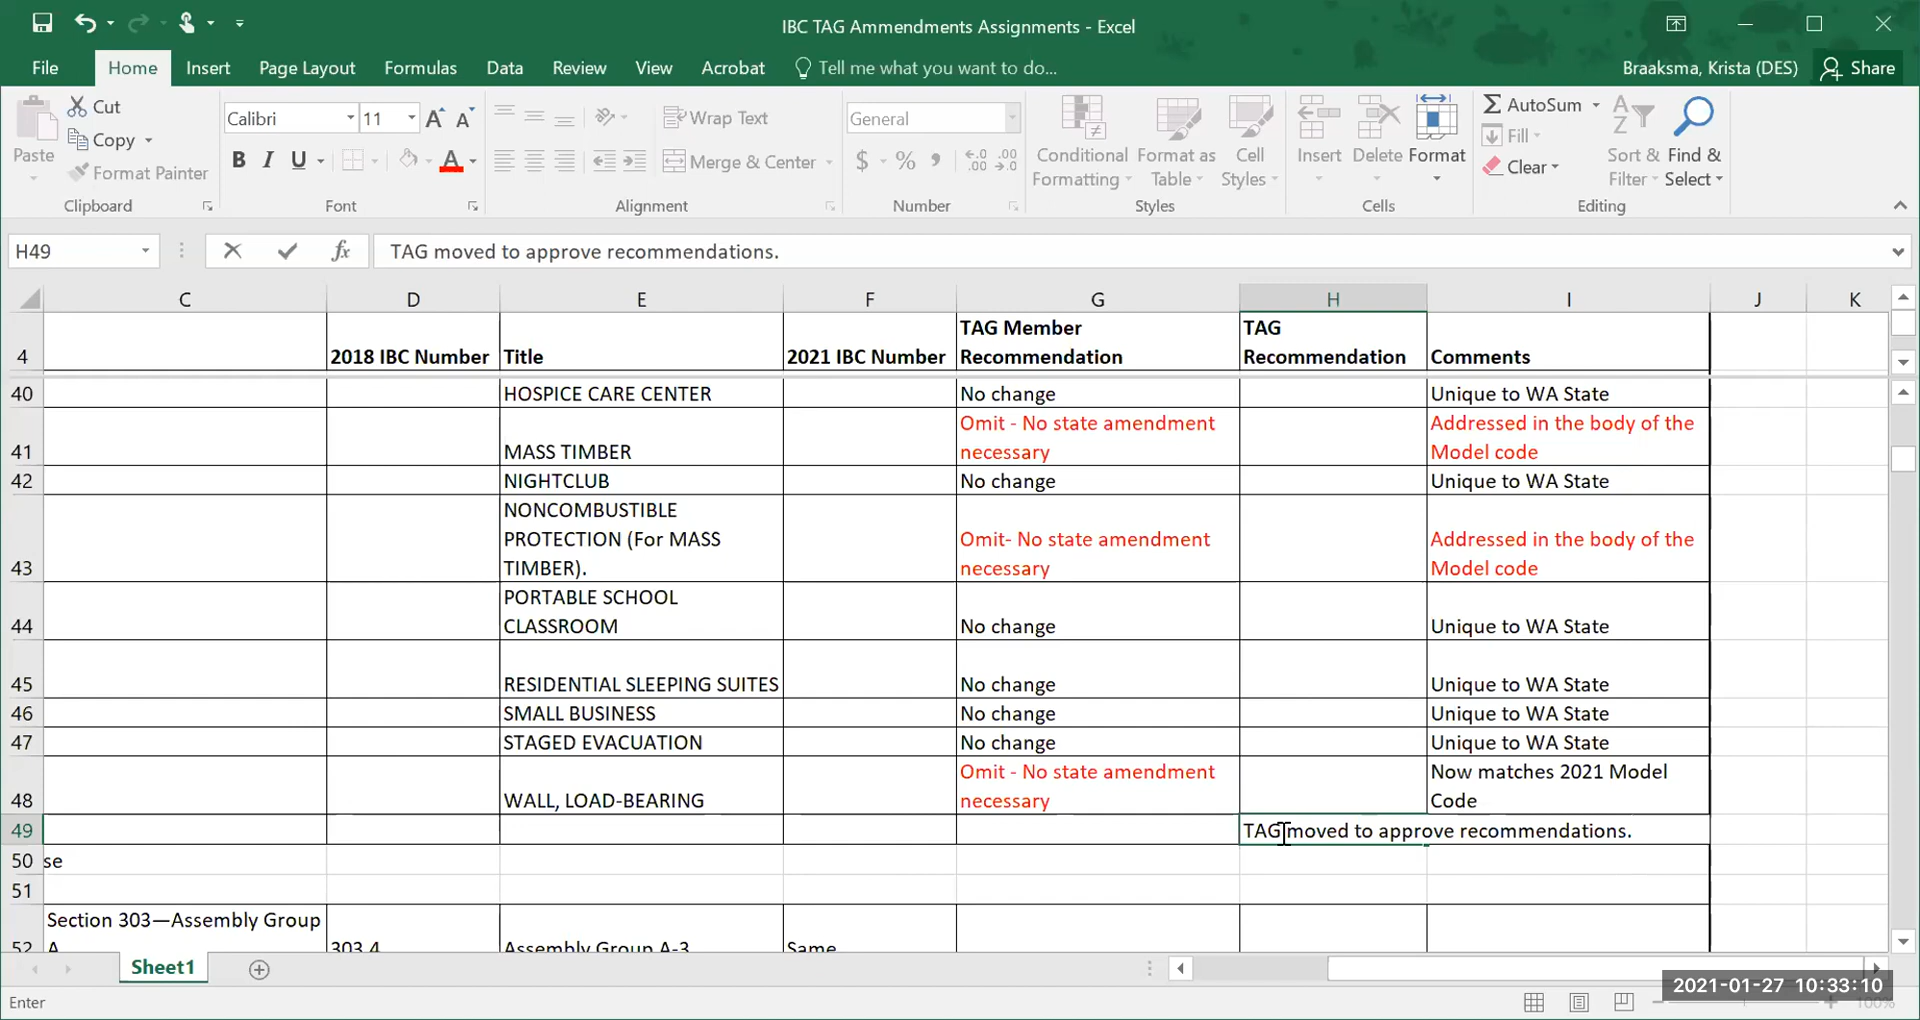 IBC TAG Ammendments Assignments - Excel
File Home Insert Page Layout Formulas Data Review View Acrobat Tell me what you want to do... Braaksma, Krista (DES) Share
Paste
Cut
Copy
Format Painter
Clipboard
Calibri 11 A A
B I U A
Font
Wrap Text
Merge & Center
Alignment
General
$ % , .0 .00
Number
Conditional Formatting
Format as Table
Cell Styles
Styles
Insert Delete Format
Cells
AutoSum
Fill
Clear
Sort & Filter
Find & Select
Editing
H49 fx TAG moved to approve recommendations.
C D E F G H I J K
4 2018 IBC Number Title 2021 IBC Number TAG Member Recommendation TAG Recommendation Comments
40 HOSPICE CARE CENTER No change Unique to WA State
41 MASS TIMBER Omit - No state amendment necessary Addressed in the body of the Model code
42 NIGHTCLUB No change Unique to WA State
43 NONCOMBUSTIBLE PROTECTION (For MASS TIMBER). Omit- No state amendment necessary Addressed in the body of the Model code
44 PORTABLE SCHOOL CLASSROOM No change Unique to WA State
45 RESIDENTIAL SLEEPING SUITES No change Unique to WA State
46 SMALL BUSINESS No change Unique to WA State
47 STAGED EVACUATION No change Unique to WA State
48 WALL, LOAD-BEARING Omit - No state amendment necessary Now matches 2021 Model Code
49 TAG moved to approve recommendations.
50 se
51
52 Section 303—Assembly Group A 303.4 Assembly Group A-3 Same
Sheet1
Enter
2021-01-27 10:33:10
100%